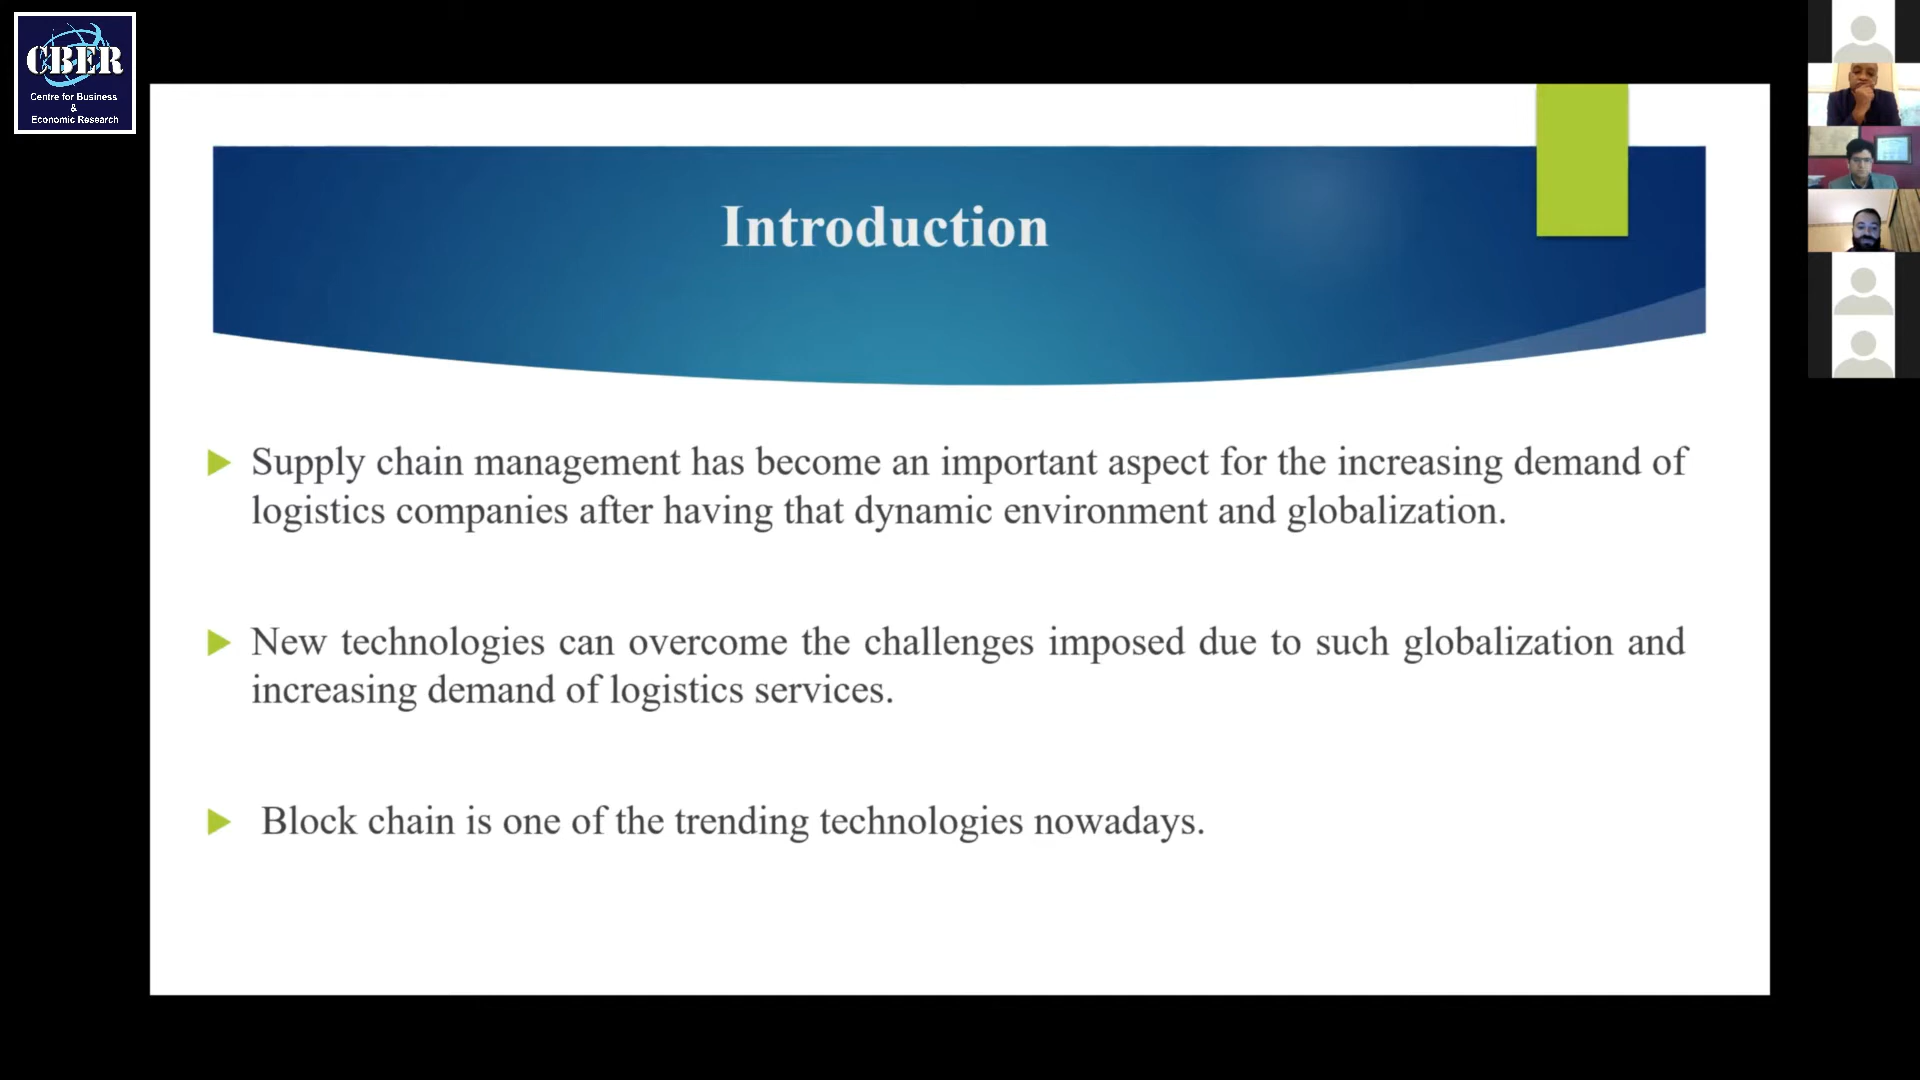 CBER
Centre for Business
&
Economic Research
Introduction
Supply chain management has become an important aspect for the increasing demand of
logistics companies after having that dynamic environment and globalization.
New technologies can overcome the challenges imposed due to such globalization and
increasing demand of logistics services.
Block chain is one of the trending technologies nowadays.